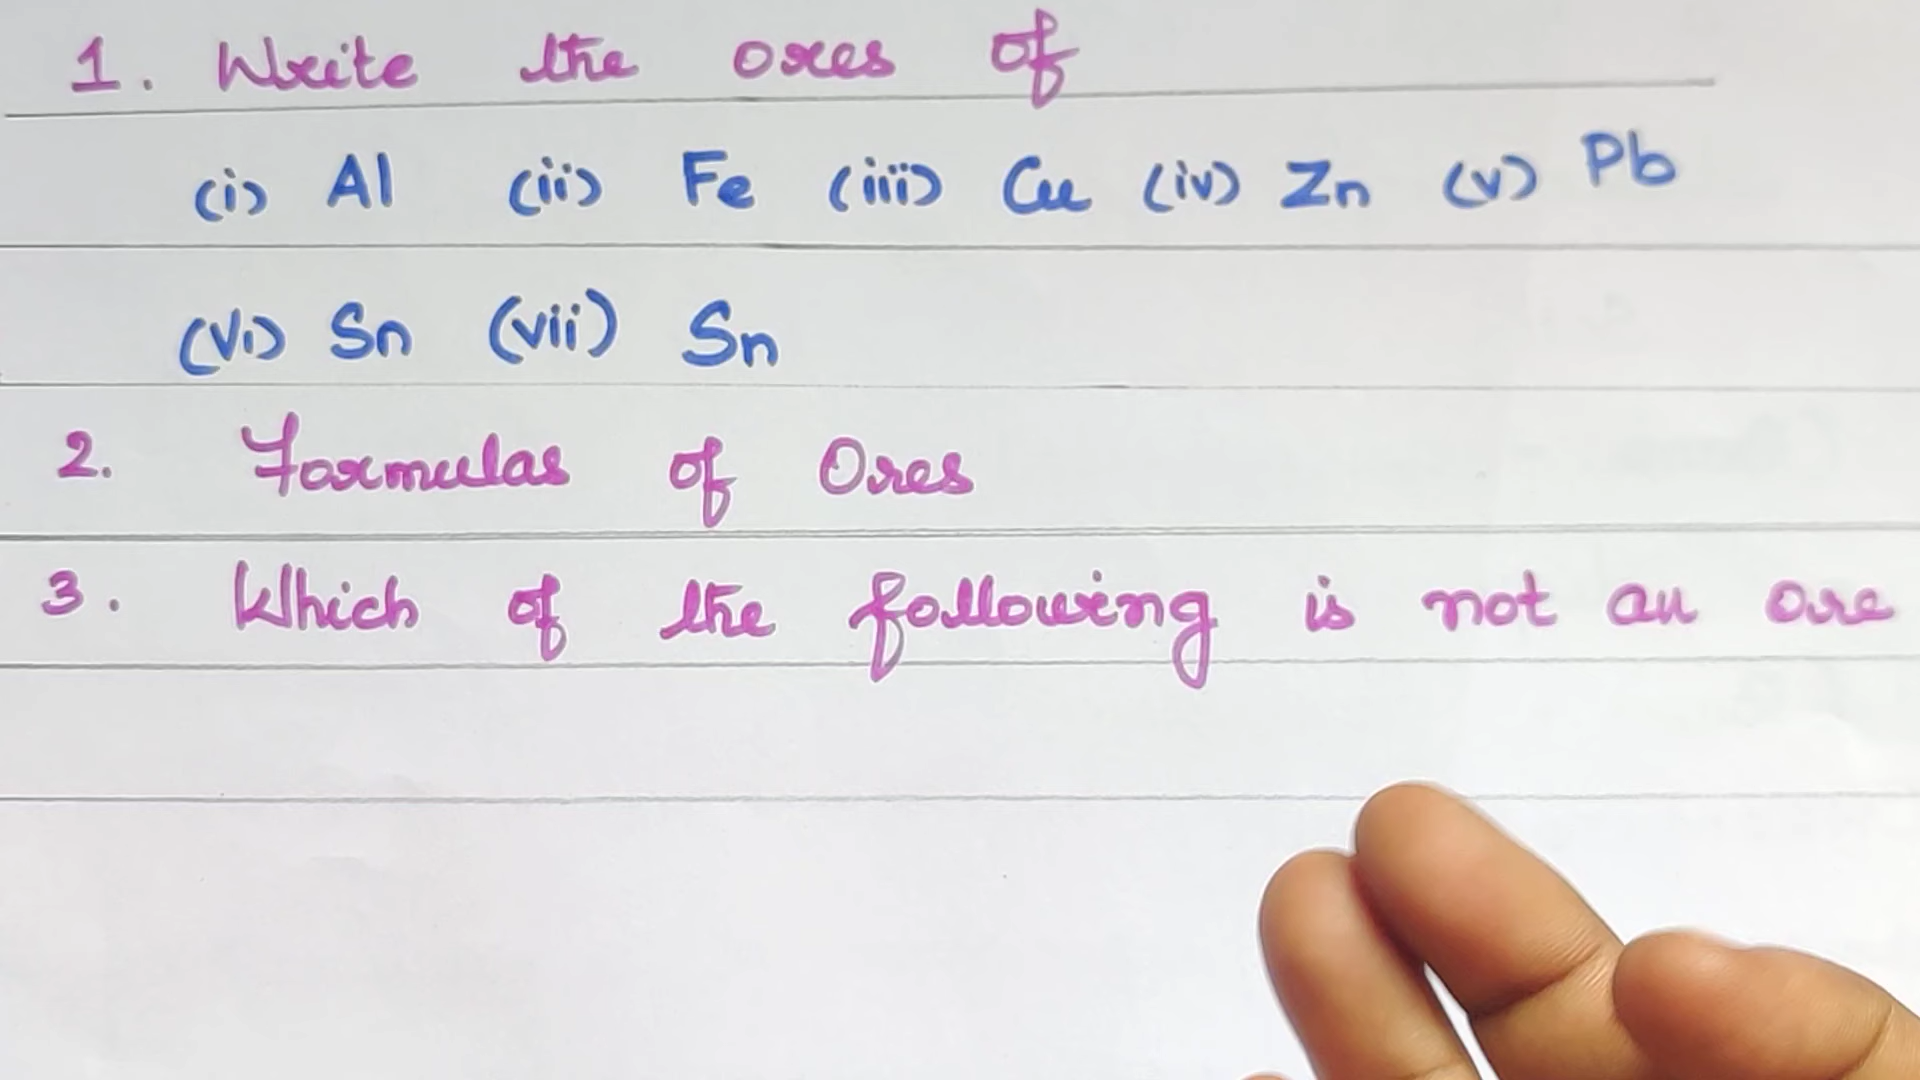 1. Write the ores of
(i) Al (ii) Fe (iii) Cu (iv) Zn (v) Pb
(vi) Sn (vii) Sn
2. Formulas of Ores
3. Which of the following is not an ore